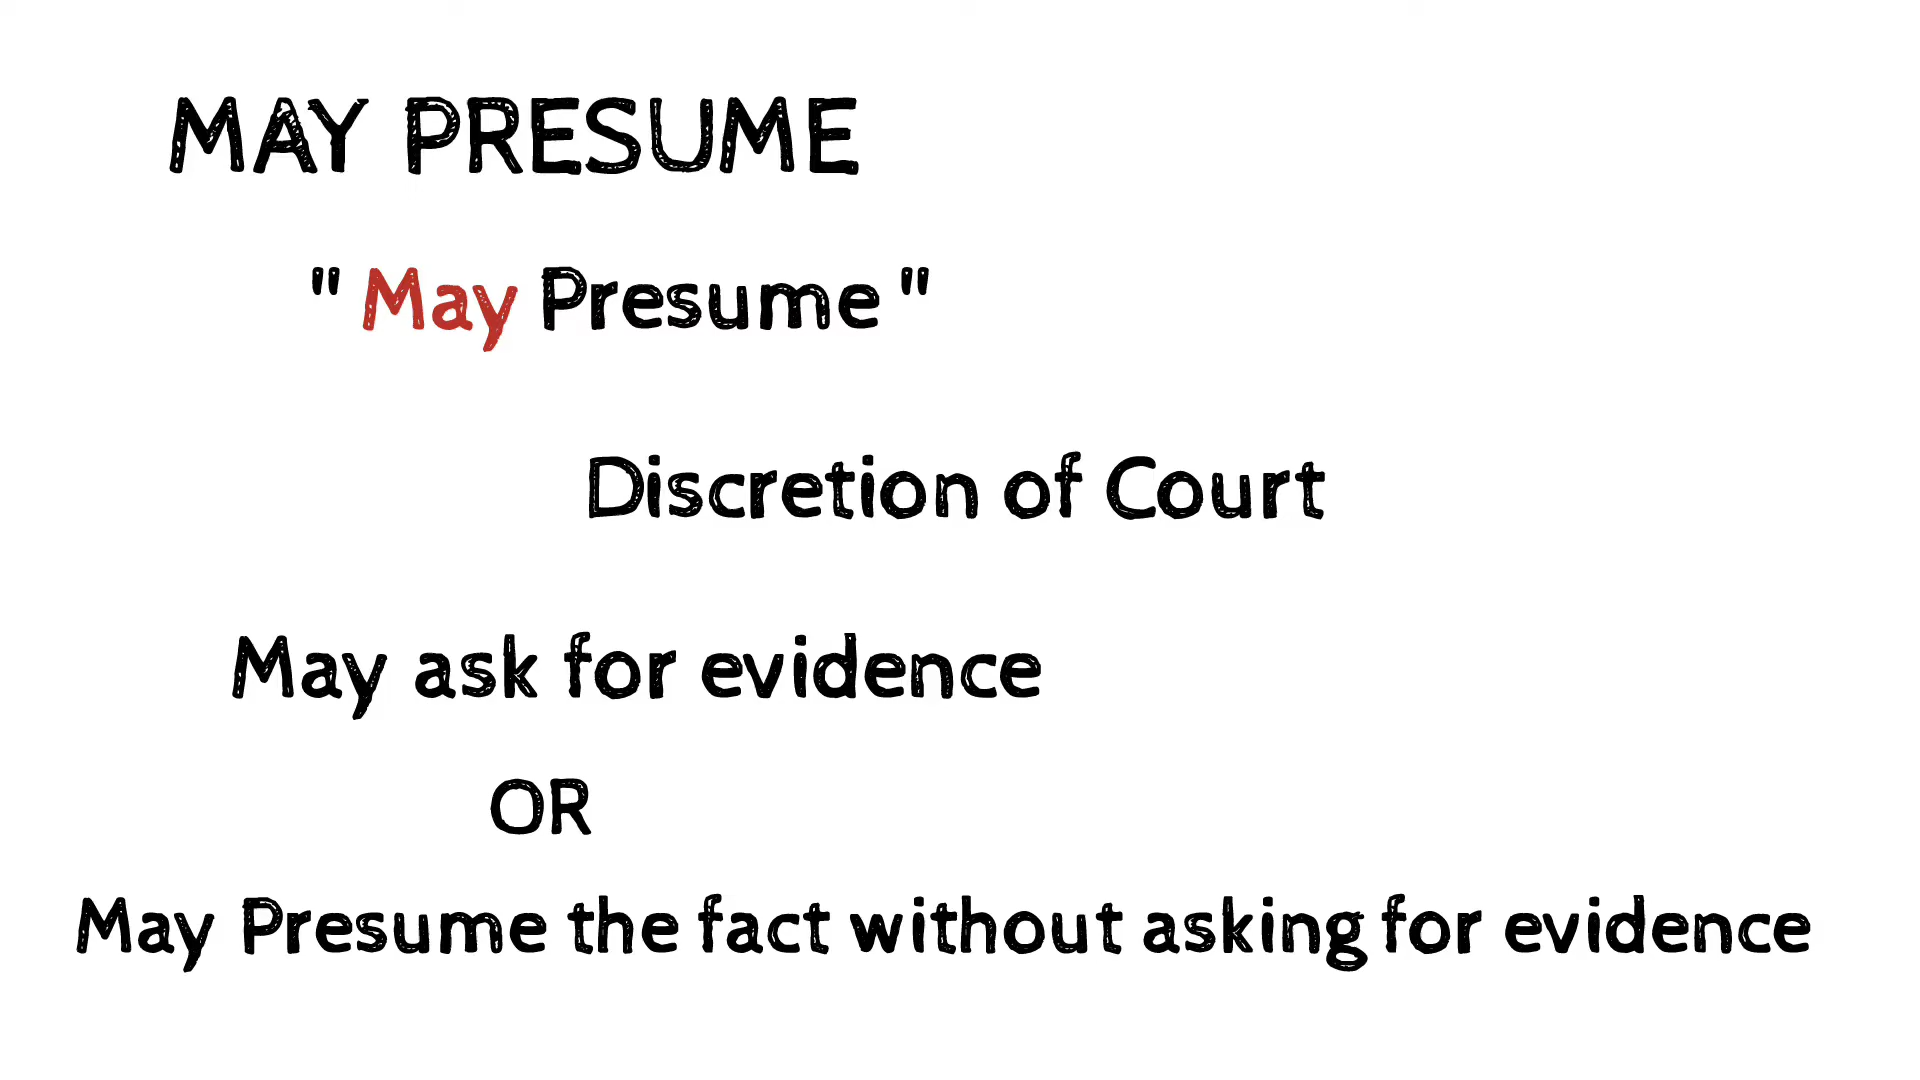 MAY PRESUME
" May Presume "
Discretion of Court
May ask for evidence
OR
May Presume the fact without asking for evidence